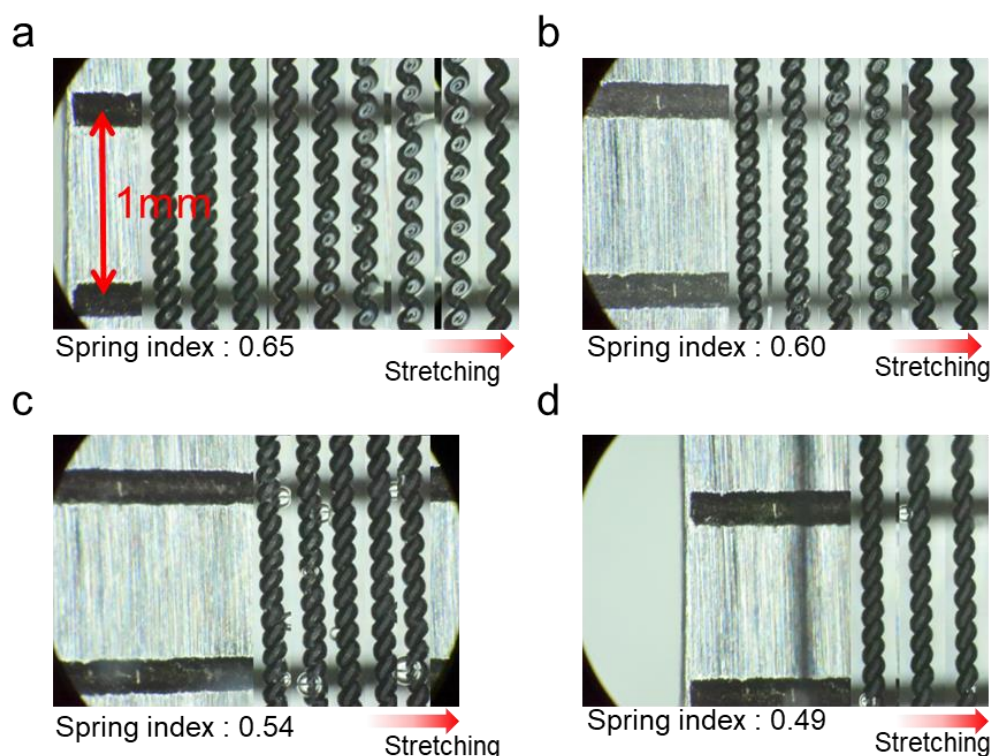 a
b
1mm
Spring index : 0.65
Stretching
Spring index : 0.60
Stretching
c
d
Spring index : 0.54
Stretching
Spring index : 0.49
Stretching